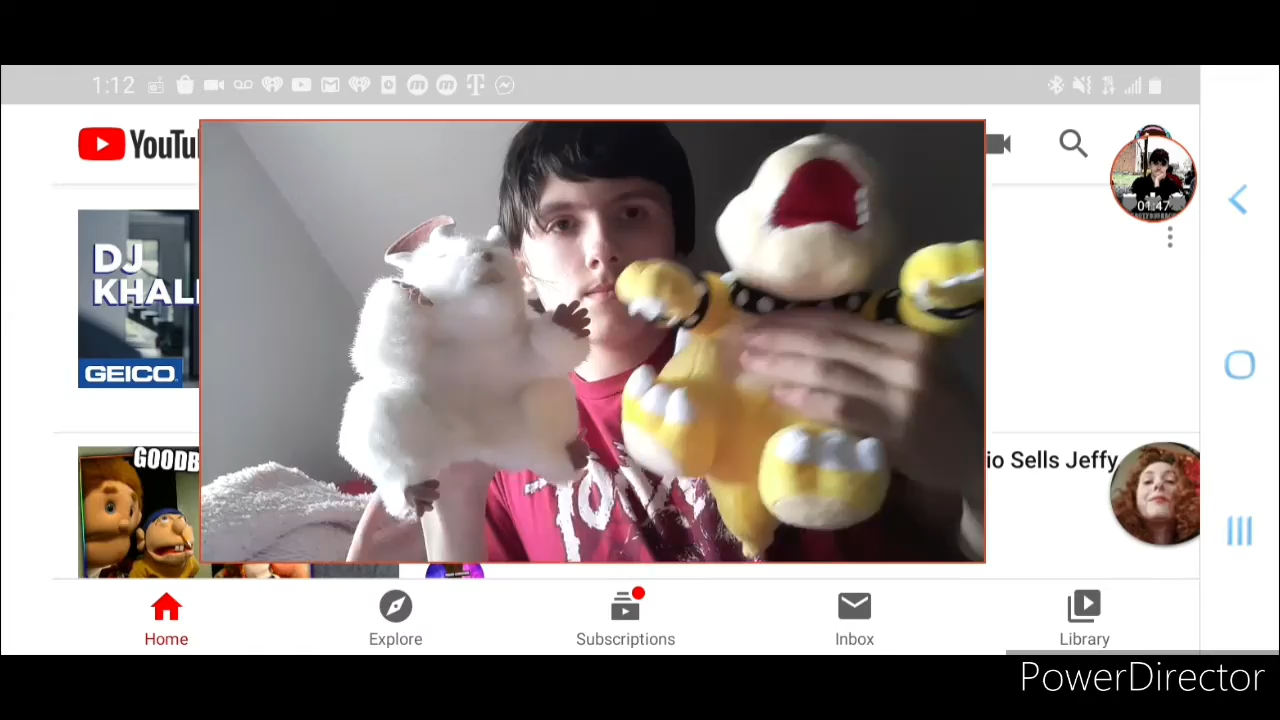 1:12
YouTu
01:47
DJ
KHAL
GEICO
GOODB
io Sells Jeffy
Home
Explore
Subscriptions
Inbox
Library
PowerDirector